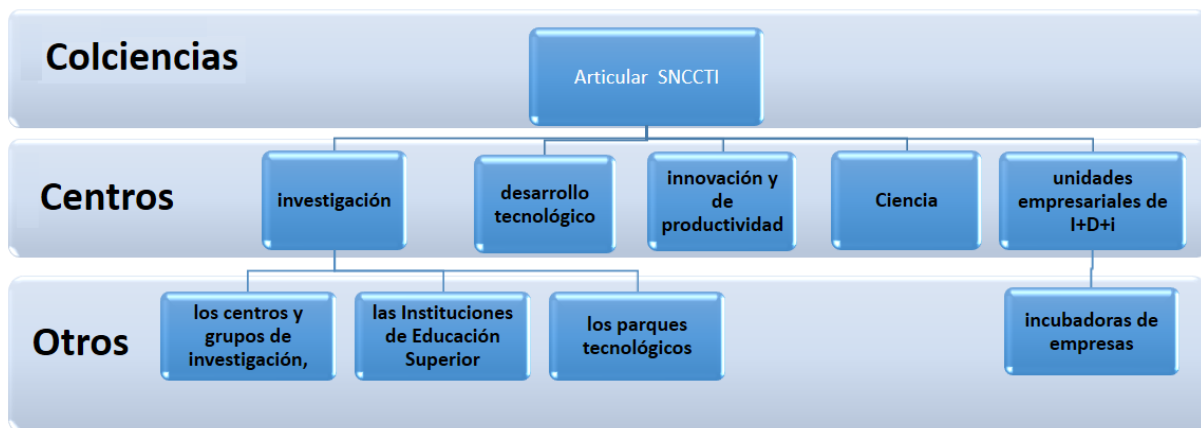 Colciencias
Articular SNCCTI
Centros
investigación
desarrollo
tecnológico
innovación y
de
productividad
Ciencia
unidades
empresariales de
I+D+i
Otros
los centros y
grupos de
investigación,
las Instituciones
de Educación
Superior
los parques
tecnológicos
incubadoras de
empresas